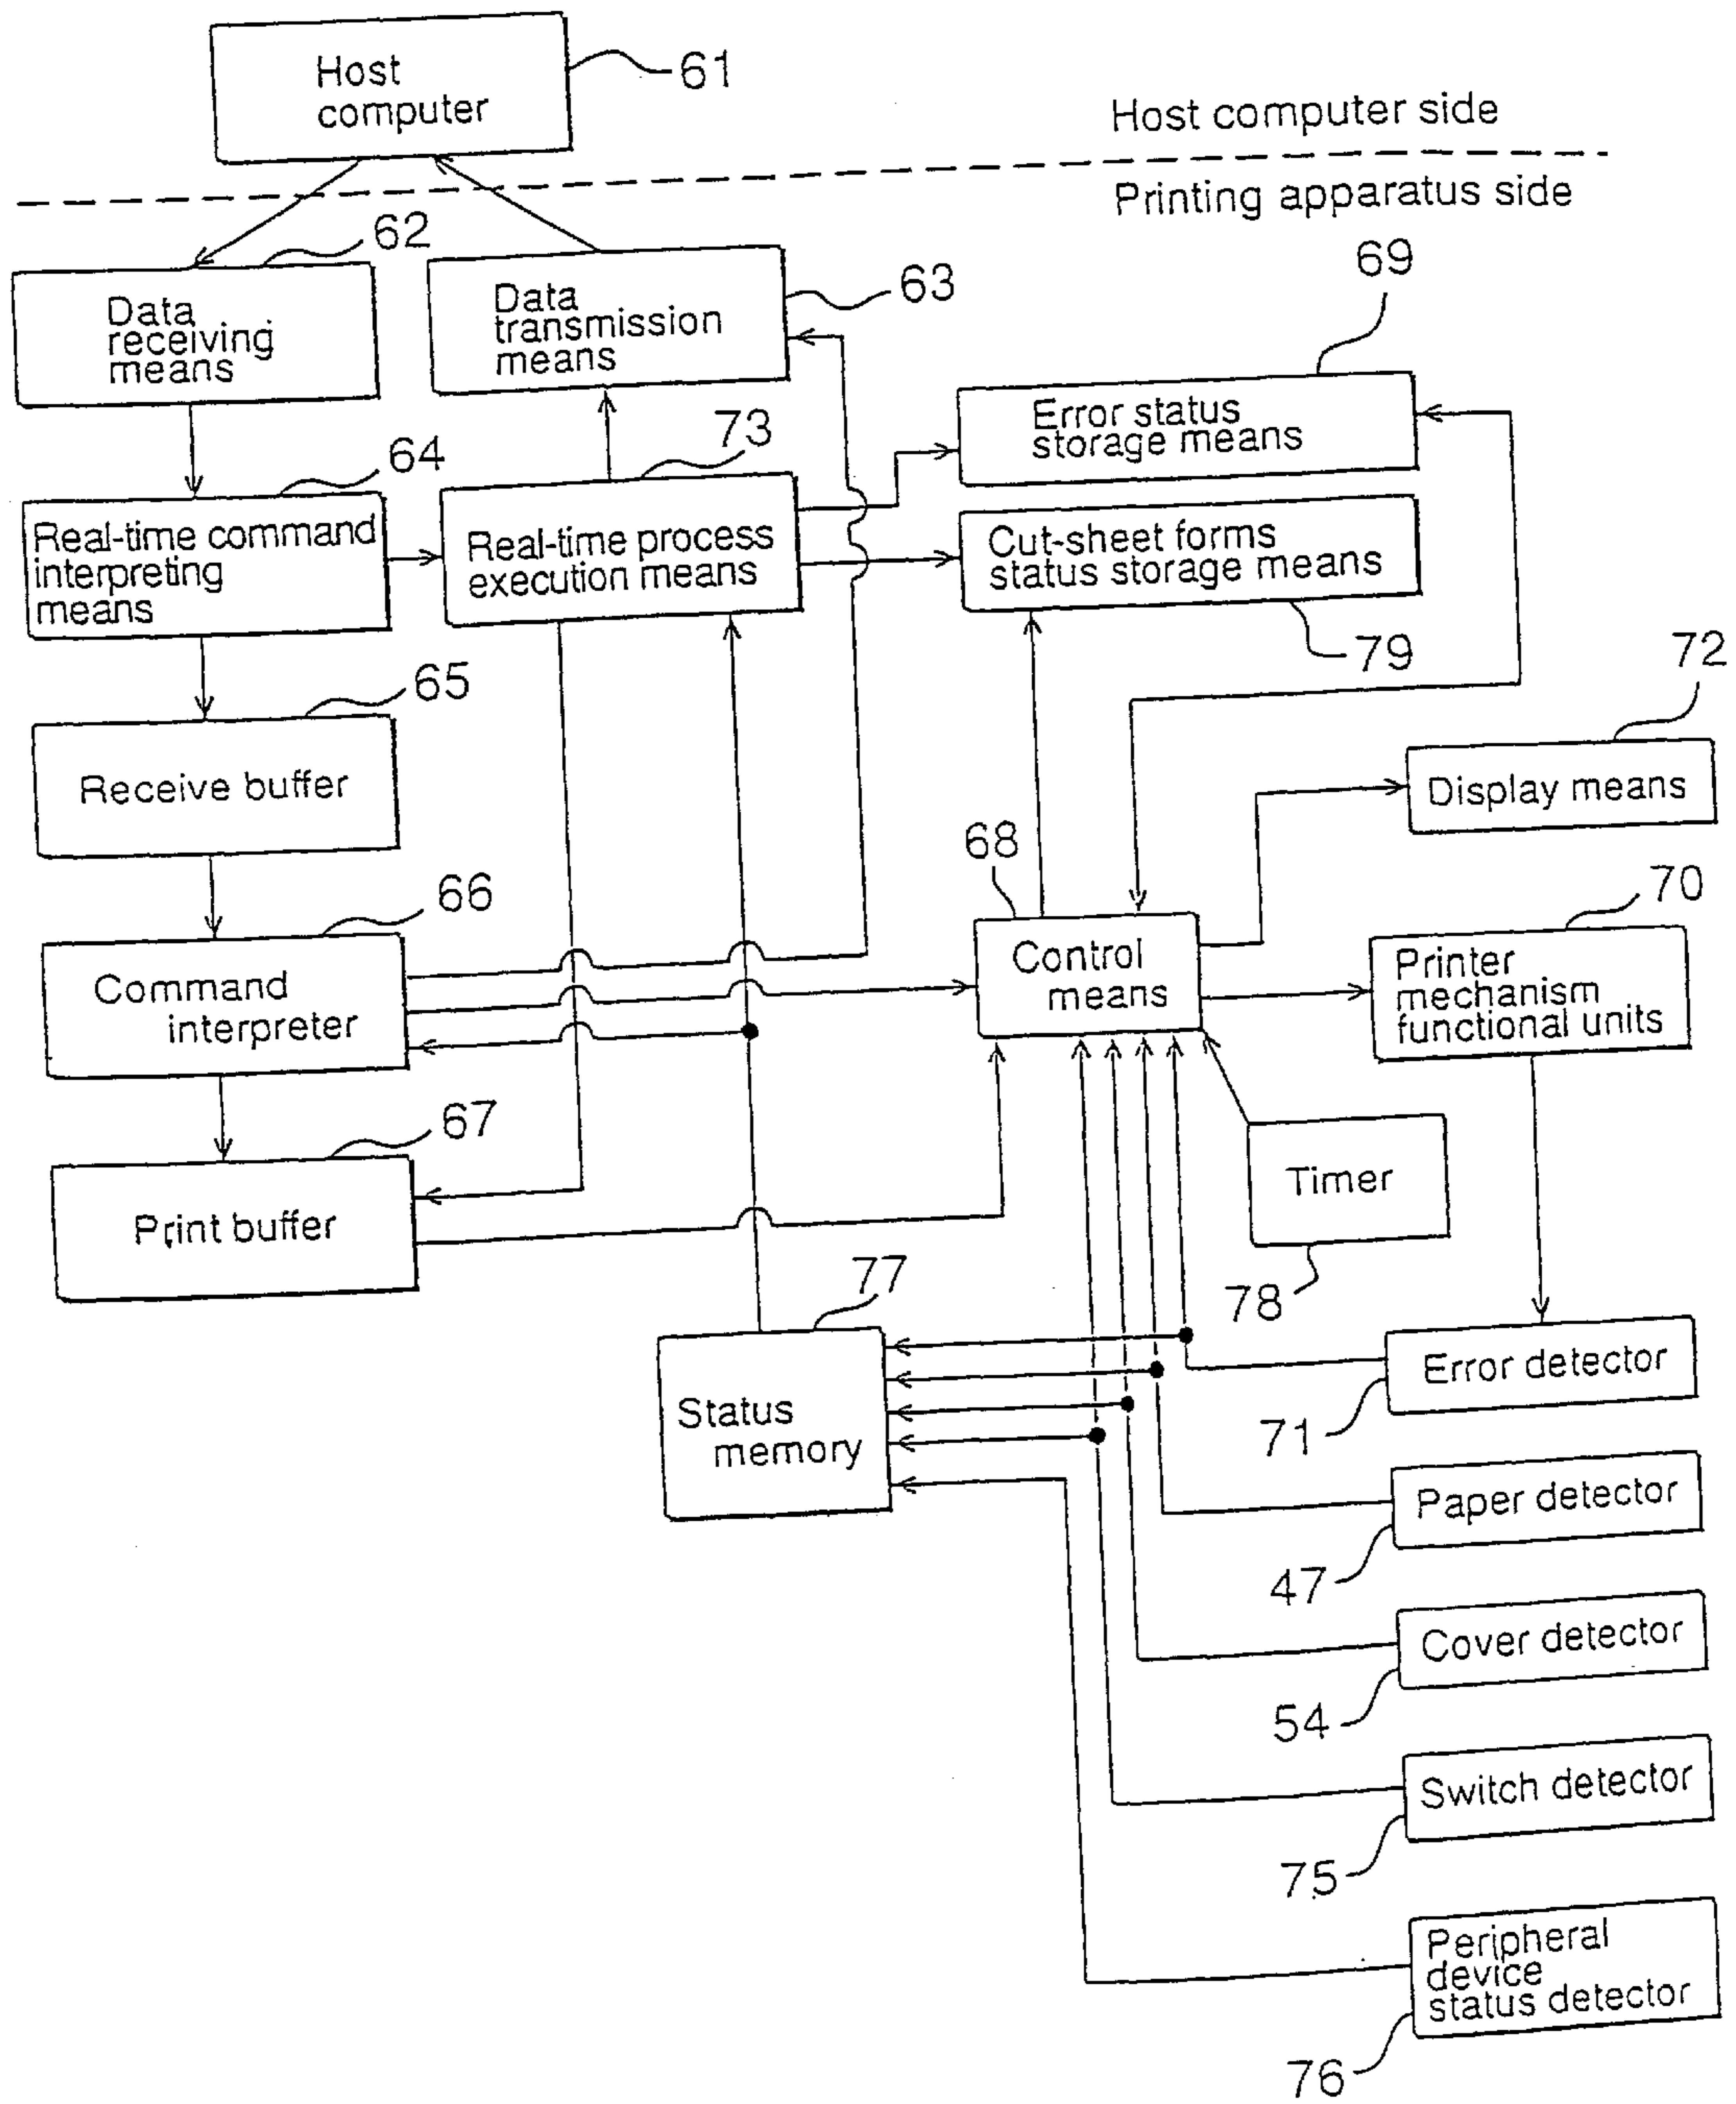 Host
computer
61
Host computer side
Printing apparatus side
62
Data
receiving
means
Data
transmission
means
63
69
Error status
storage means
64
73
Real-time command
interpreting
means
Real-time process
execution means
Cut-sheet forms
status storage means
79
72
65
Receive buffer
Display means
68
66
70
Command
interpreter
Control
means
Printer
mechanism
functional units
67
Print buffer
Timer
78
77
Status
memory
Error detector
71
Paper detector
47
Cover detector
54
Switch detector
75
Peripheral
device
status detector
76